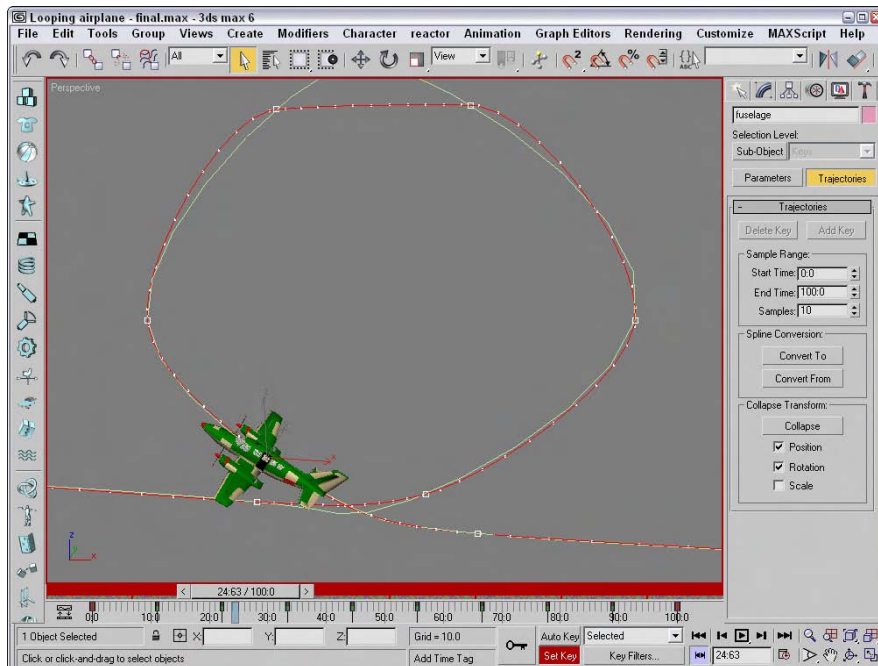 Looping airplane - final.max - 3ds max 6
File Edit Tools Group Views Create Modifiers Character reactor Animation Graph Editors Rendering Customize MAXScript Help
All
View
Perspective
fuselage
Selection Level:
Sub-Object Keys
Parameters Trajectories
- Trajectories
Delete Key Add Key
Sample Range:
Start Time: 0:0
End Time: 100:0
Samples: 10
Spline Conversion:
Convert To
Convert From
Collapse Transform:
Collapse
Position
Rotation
Scale
x
z
y
x
< 24:63 / 100:0 >
0:0 10:0 20:0 30:0 40:0 50:0 60:0 70:0 80:0 90:0 100:0
1 Object Selected X: Y: Z: Grid = 10.0 Auto Key Selected
Click or click-and-drag to select objects Add Time Tag Set Key Key Filters... 24:63